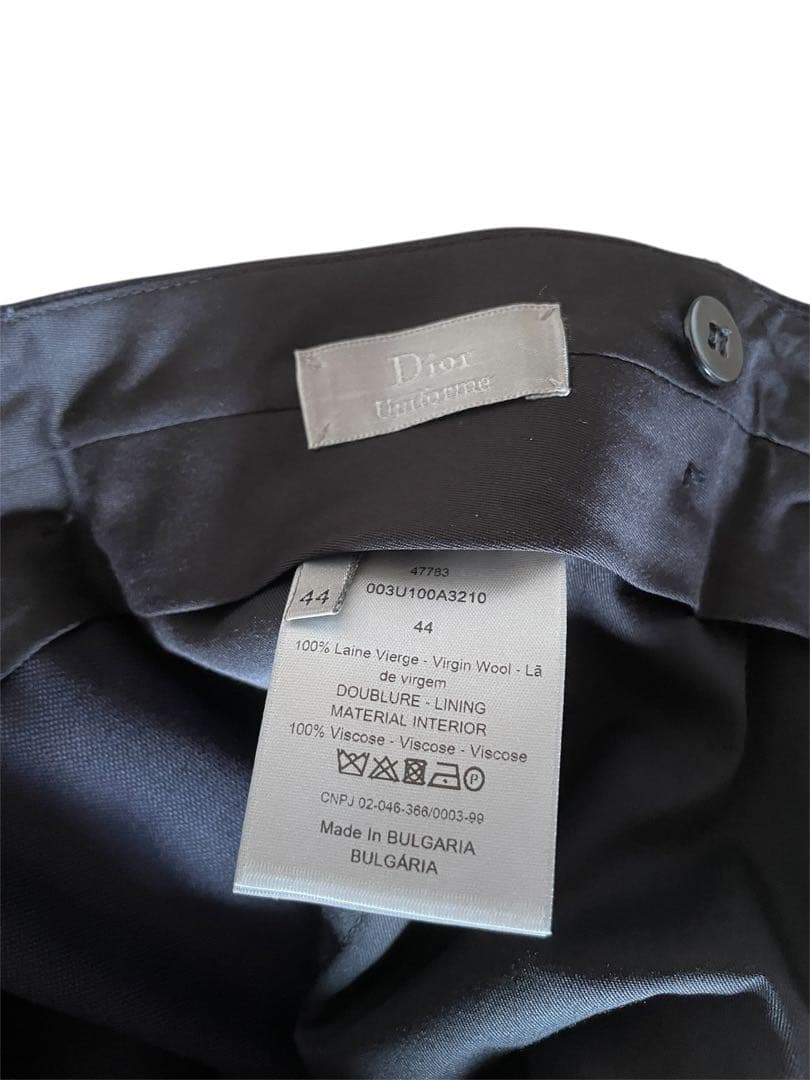 Dior
Uniforme
47783
44
003U100A3210
44
100% Laine Vierge - Virgin Wool - Lã
de virgem
DOUBLURE - LINING
MATERIAL INTERIOR
100% Viscose - Viscose - Viscose
P
CNPJ 02-046-366/0003-99
Made In BULGARIA
BULGÁRIA